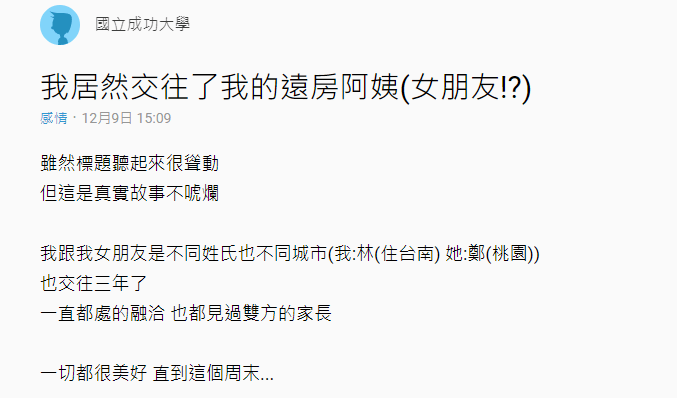 國立成功大學
我居然交往了我的遠房阿姨(女朋友!?)
感情．12月9日 15:09
雖然標題聽起來很聳動
但這是真實故事不唬爛
我跟我女朋友是不同姓氏也不同城市(我:林(住台南) 她:鄭(桃園))
也交往三年了
一直都處的融洽 也都見過雙方的家長
一切都很美好 直到這個周末...